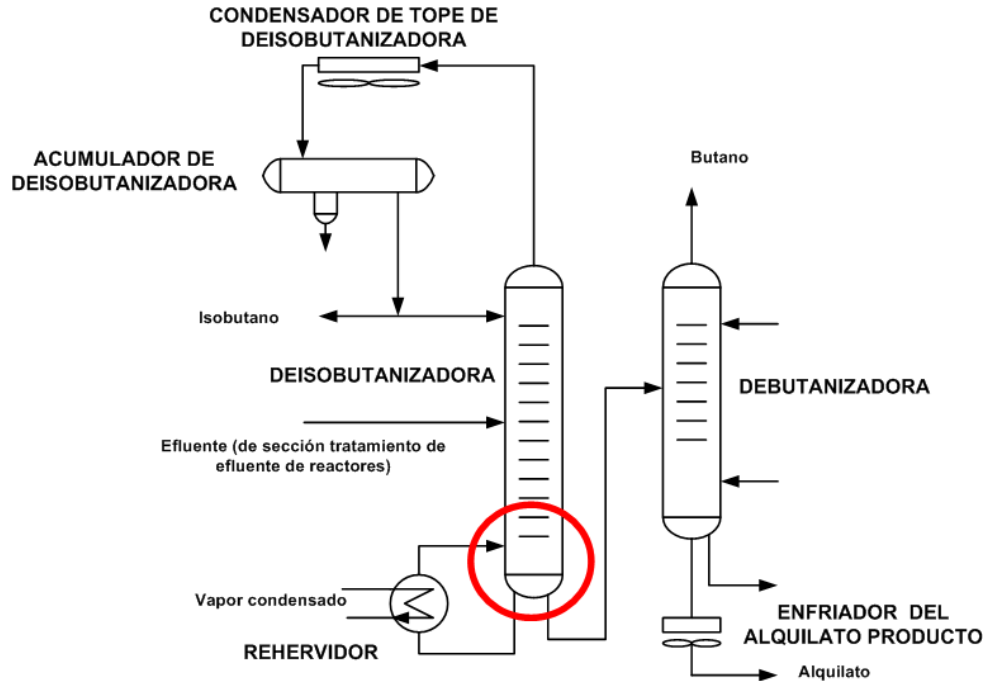 CONDENSADOR DE TOPE DE
DEISOBUTANIZADORA
ACUMULADOR DE
DEISOBUTANIZADORA
Butano
Isobutano
DEISOBUTANIZADORA
DEBUTANIZADORA
Efluente (de sección tratamiento de
efluente de reactores)
Vapor condensado
REHERVIDOR
ENFRIADOR DEL
ALQUILATO PRODUCTO
Alquilato